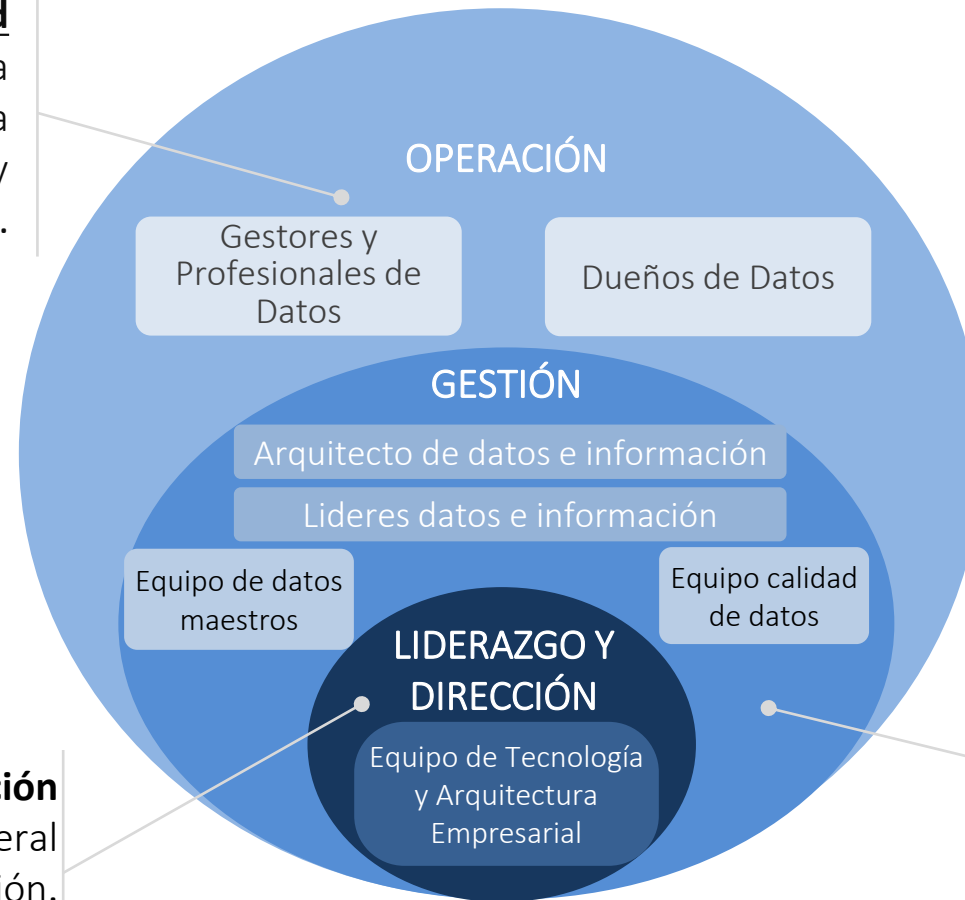 a
a
y
.
OPERACIÓN
Gestores y
Profesionales de
Datos
Dueños de Datos
GESTIÓN
Arquitecto de datos e información
Lideres datos e información
Equipo de datos
maestros
Equipo calidad
de datos
LIDERAZGO Y
DIRECCIÓN
Equipo de Tecnología
y Arquitectura
Empresarial
ción
eral
ión.